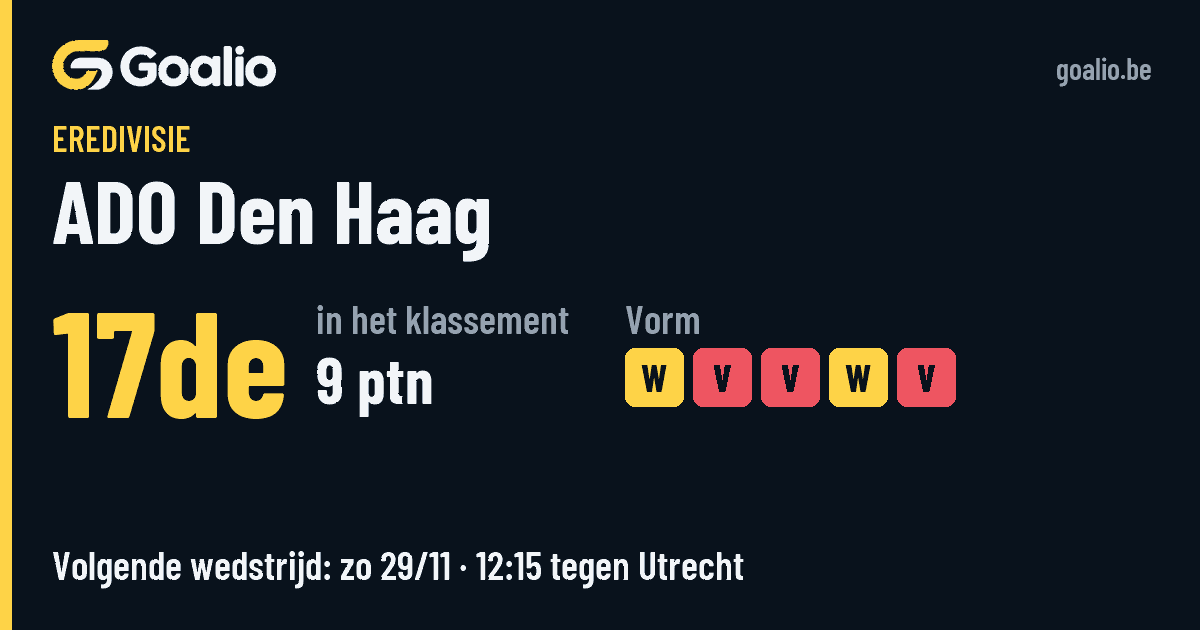 Goalio
goalio.be
EREDIVISIE
ADO Den Haag
17de
in het klassement
9 ptn
Vorm
W V V W V
Volgende wedstrijd: zo 29/11 · 12:15 tegen Utrecht